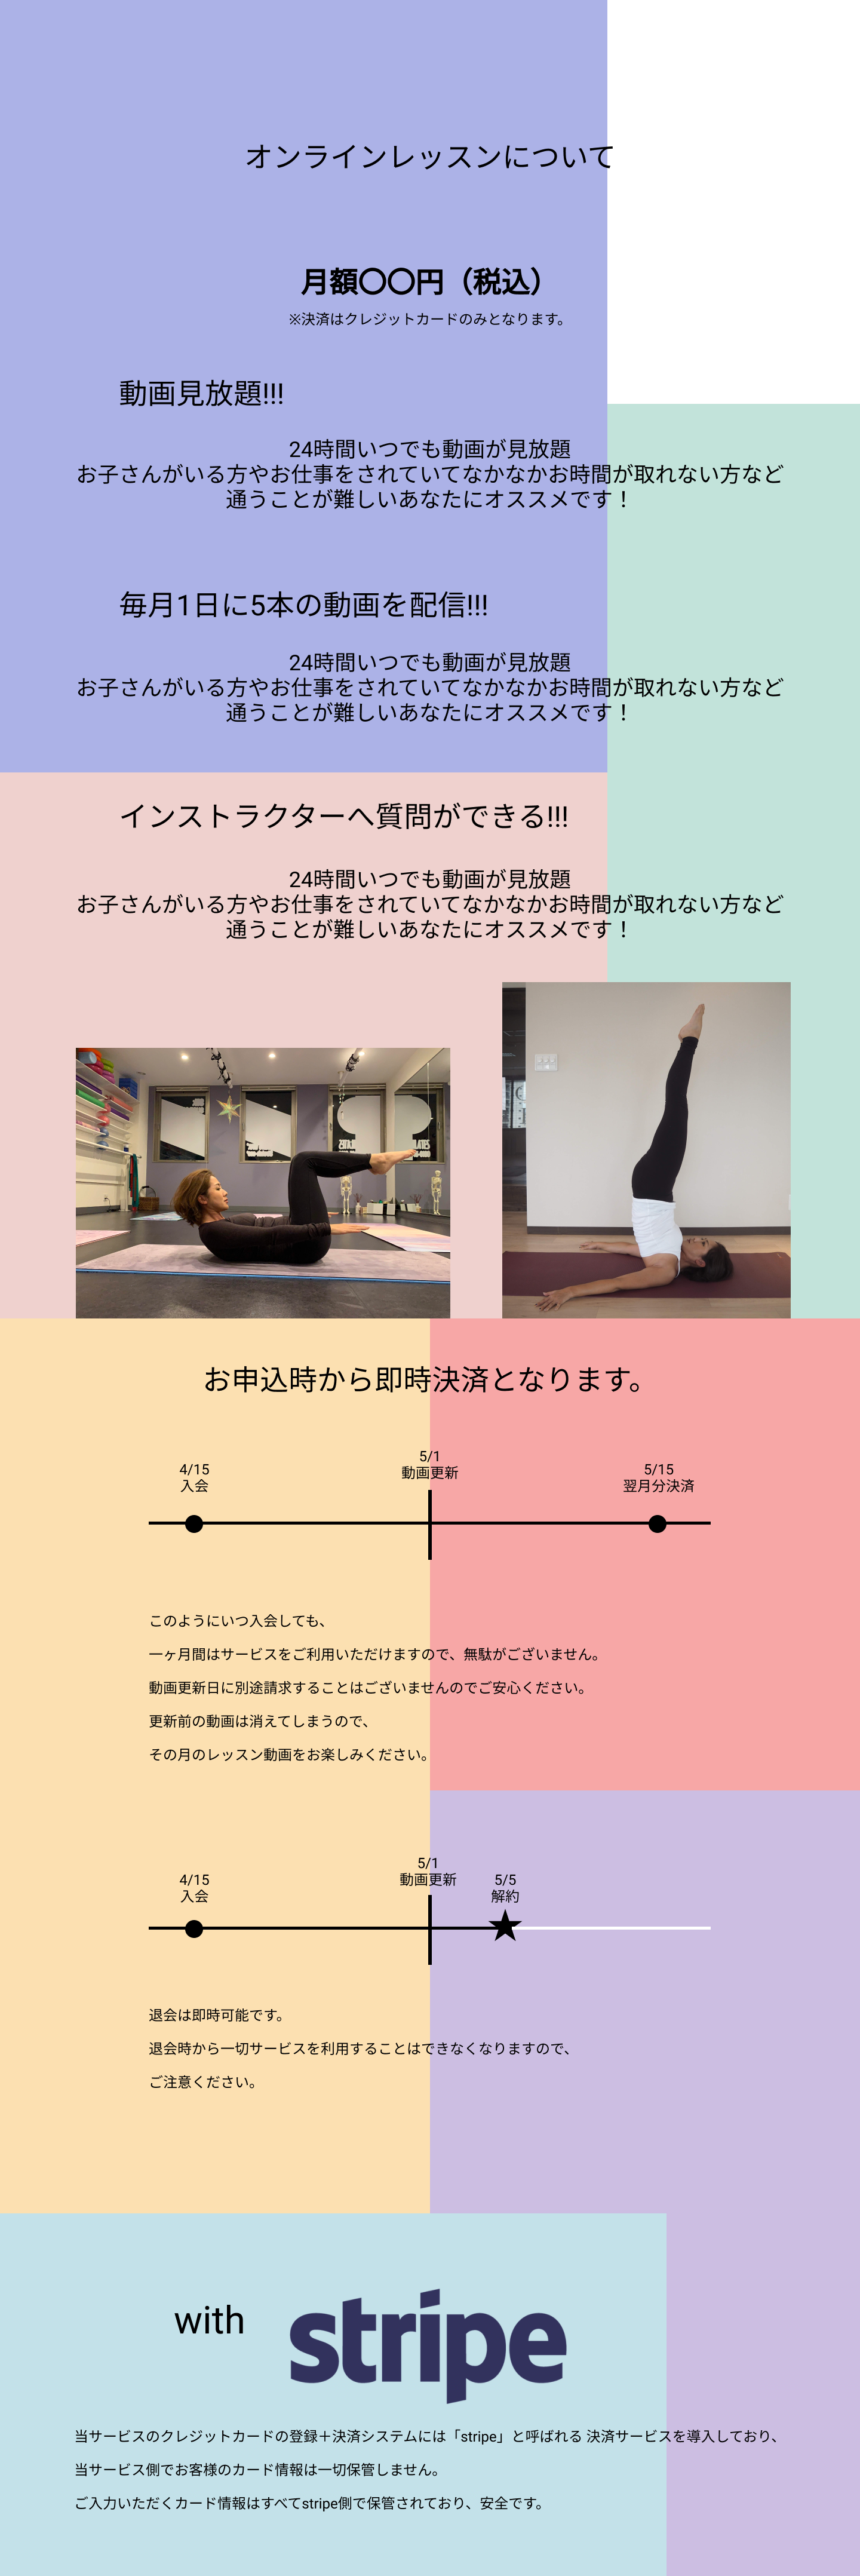 オンラインレッスンについて
月額〇〇円（税込）
※決済はクレジットカードのみとなります。
動画見放題!!!
24時間いつでも動画が見放題
お子さんがいる方やお仕事をされていてなかなかお時間が取れない方など
通うことが難しいあなたにオススメです！
毎月1日に5本の動画を配信!!!
24時間いつでも動画が見放題
お子さんがいる方やお仕事をされていてなかなかお時間が取れない方など
通うことが難しいあなたにオススメです！
インストラクターへ質問ができる!!!
24時間いつでも動画が見放題
お子さんがいる方やお仕事をされていてなかなかお時間が取れない方など
通うことが難しいあなたにオススメです！
お申込時から即時決済となります。
4/15
入会
5/1
動画更新
5/15
翌月分決済
このようにいつ入会しても、
一ヶ月間はサービスをご利用いただけますので、無駄がございません。
動画更新日に別途請求することはございませんのでご安心ください。
更新前の動画は消えてしまうので、
その月のレッスン動画をお楽しみください。
4/15
入会
5/1
動画更新
5/5
解約
退会は即時可能です。
退会時から一切サービスを利用することはできなくなりますので、
ご注意ください。
with stripe
当サービスのクレジットカードの登録＋決済システムには「stripe」と呼ばれる 決済サービスを導入しており、
当サービス側でお客様のカード情報は一切保管しません。
ご入力いただくカード情報はすべてstripe側で保管されており、安全です。